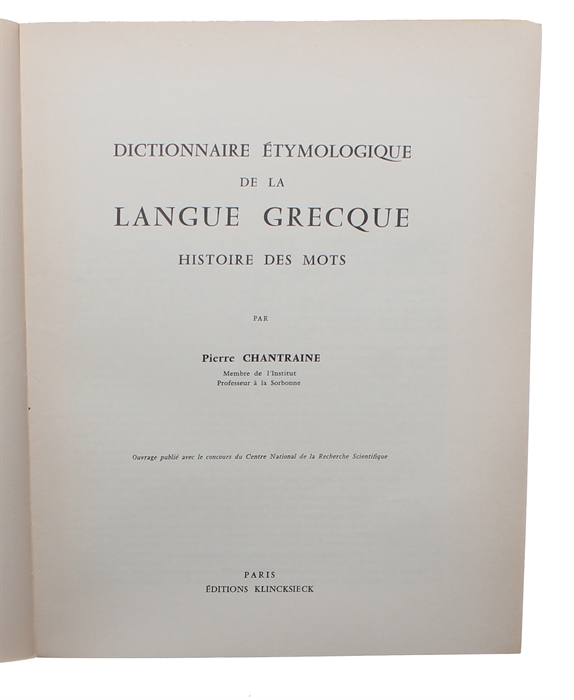 DICTIONNAIRE ÉTYMOLOGIQUE
DE LA
LANGUE GRECQUE
HISTOIRE DES MOTS
PAR
Pierre CHANTRAINE
Membre de l'Institut
Professeur à la Sorbonne
Ouvrage publié avec le concours du Centre National de la Recherche Scientifique
PARIS
ÉDITIONS KLINCKSIECK